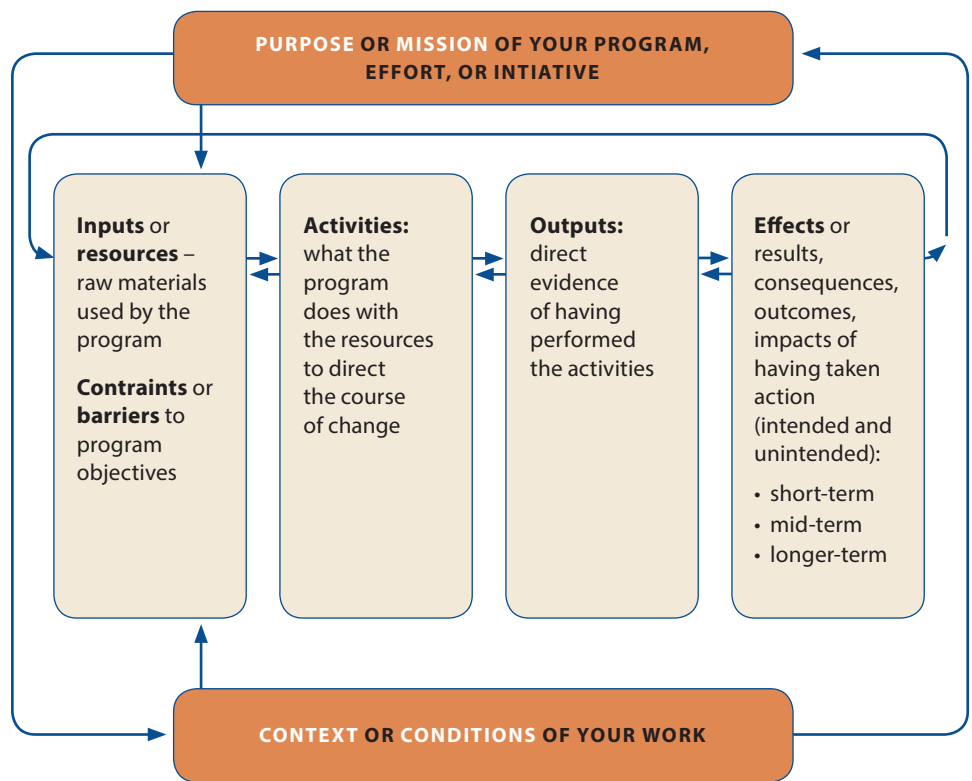 PURPOSE OR MISSION OF YOUR PROGRAM,
EFFORT, OR INTIATIVE
Inputs or
resources –
raw materials
used by the
program
Contraints or
barriers to
program
objectives
Activities:
what the
program
does with
the resources
to direct
the course
of change
Outputs:
direct
evidence
of having
performed
the activities
Effects or
results,
consequences,
outcomes,
impacts of
having taken
action
(intended and
unintended):
• short-term
• mid-term
• longer-term
CONTEXT OR CONDITIONS OF YOUR WORK